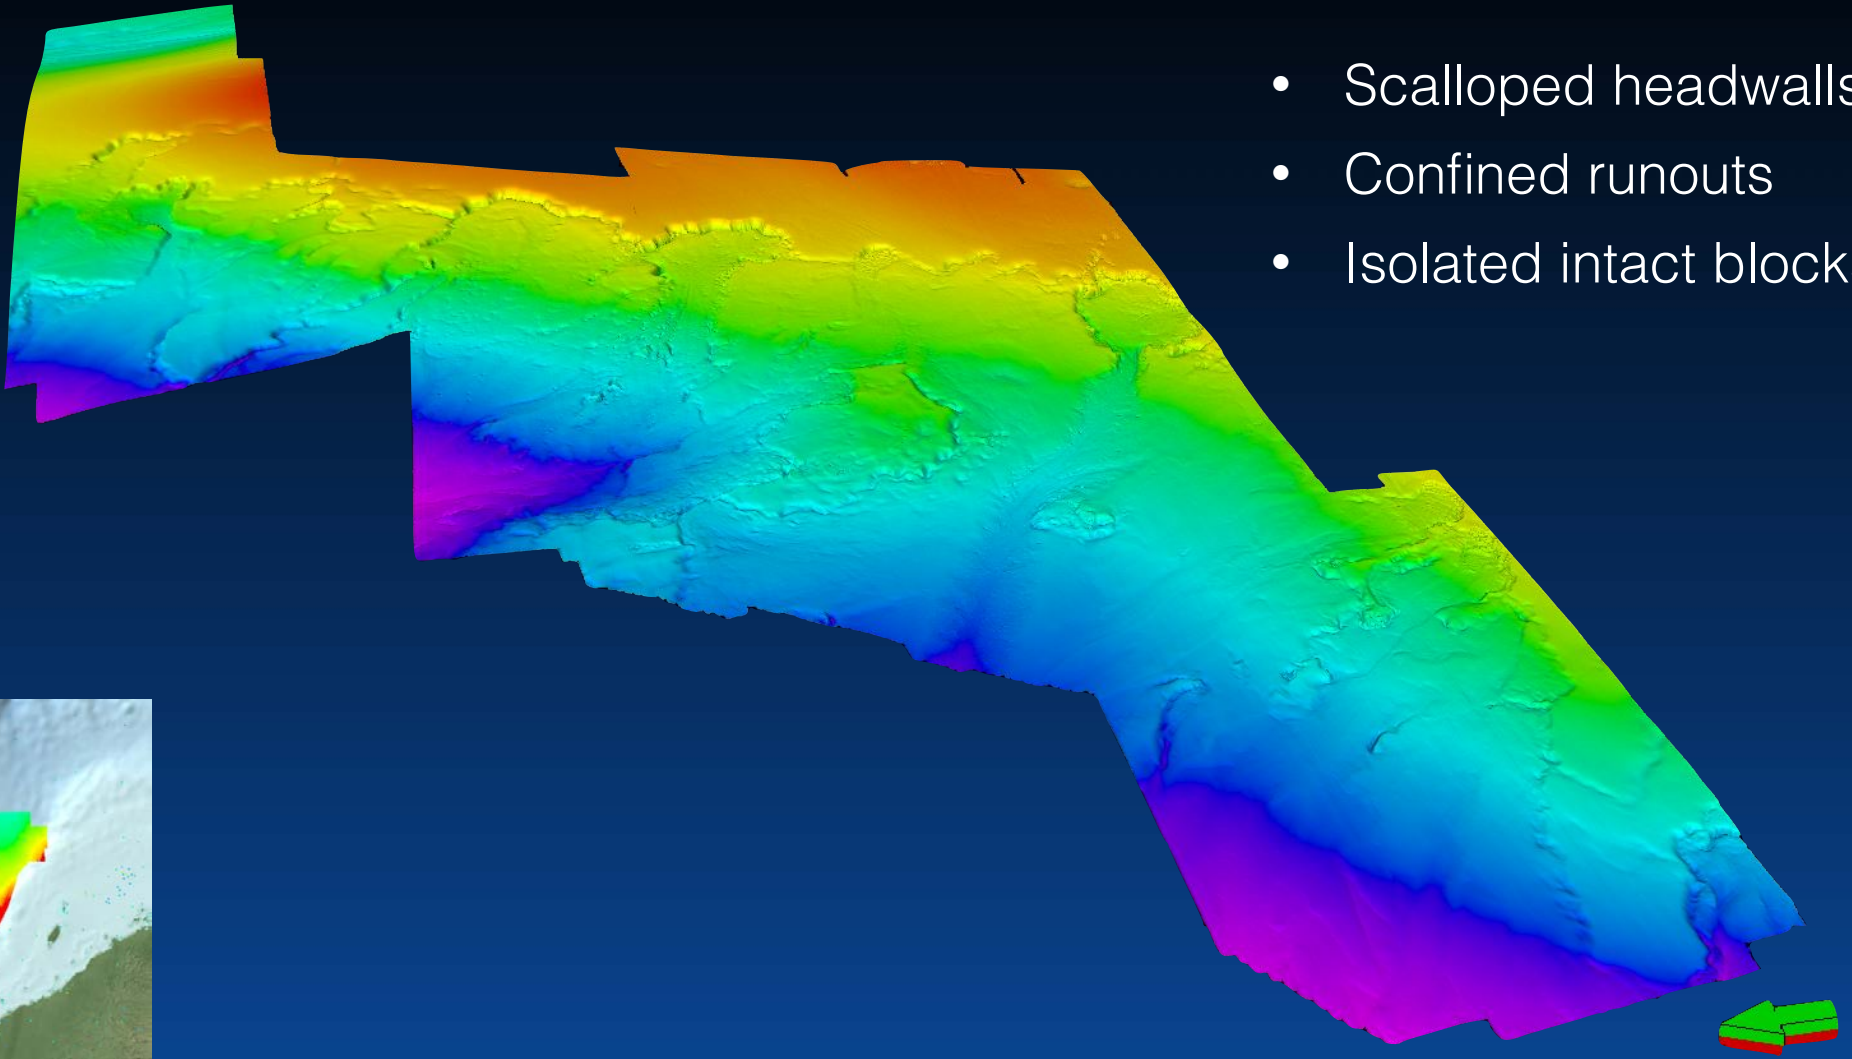 • Scalloped headwalls
• Confined runouts
• Isolated intact block